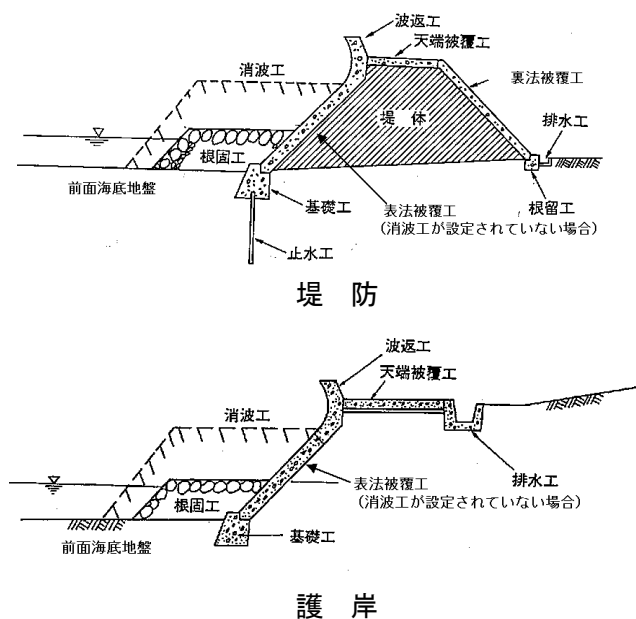 波返工
天端被覆工
消波工
裏法被覆工
堤 体
排水工
根固工
前面海底地盤
基礎工
表法被覆工
(消波工が設定されていない場合)
根留工
止水工
堤 防
波返工
天端被覆工
消波工
表法被覆工
(消波工が設定されていない場合)
排水工
根固工
基礎工
前面海底地盤
護 岸